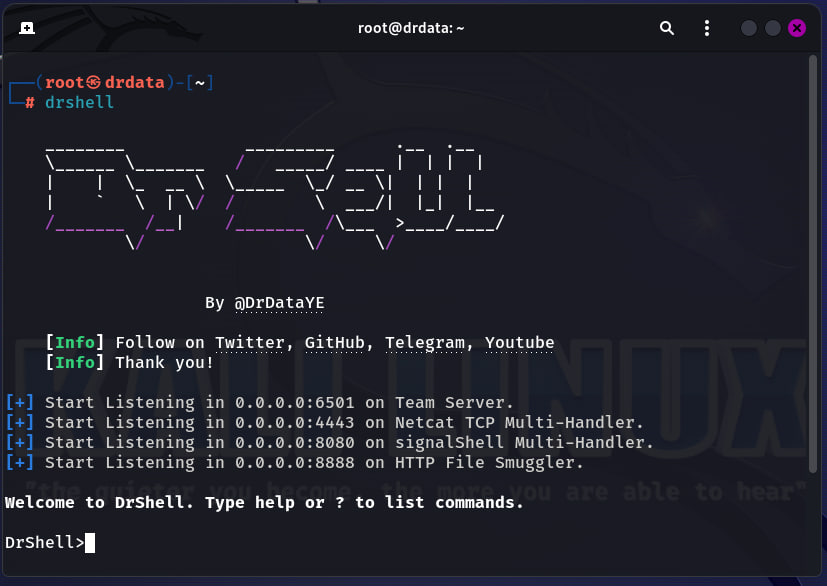 root@drdata: ~
┌──(root㉿drdata)-[~]
└─# drshell
By @DrDataYE
[Info] Follow on Twitter, GitHub, Telegram, Youtube
[Info] Thank you!
[+] Start Listening in 0.0.0.0:6501 on Team Server.
[+] Start Listening in 0.0.0.0:4443 on Netcat TCP Multi-Handler.
[+] Start Listening in 0.0.0.0:8080 on signalShell Multi-Handler.
[+] Start Listening in 0.0.0.0:8888 on HTTP File Smuggler.
KALI LINUX
"the quieter you become, the more you are able to hear"
Welcome to DrShell. Type help or ? to list commands.
DrShell>